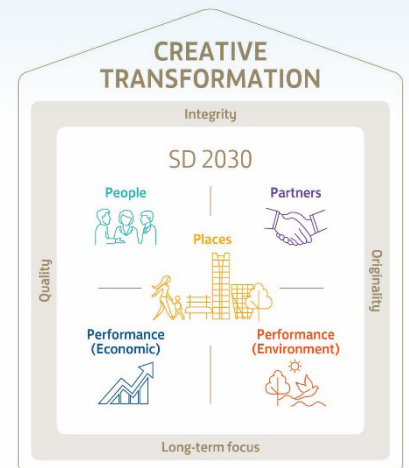 CREATIVE
TRANSFORMATION
Integrity
SD 2030
People
Partners
Places
Quality
Originality
Performance
(Economic)
Performance
(Environment)
Long-term focus